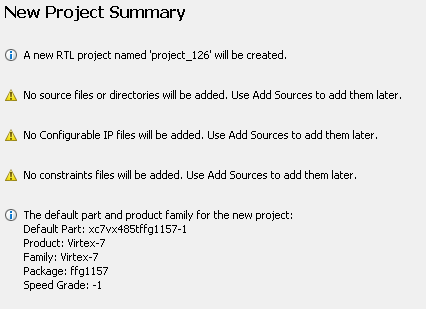 New Project Summary
A new RTL project named 'project_126' will be created.
No source files or directories will be added. Use Add Sources to add them later.
No Configurable IP files will be added. Use Add Sources to add them later.
No constraints files will be added. Use Add Sources to add them later.
The default part and product family for the new project:
Default Part: xc7vx485tffg1157-1
Product: Virtex-7
Family: Virtex-7
Package: ffg1157
Speed Grade: -1